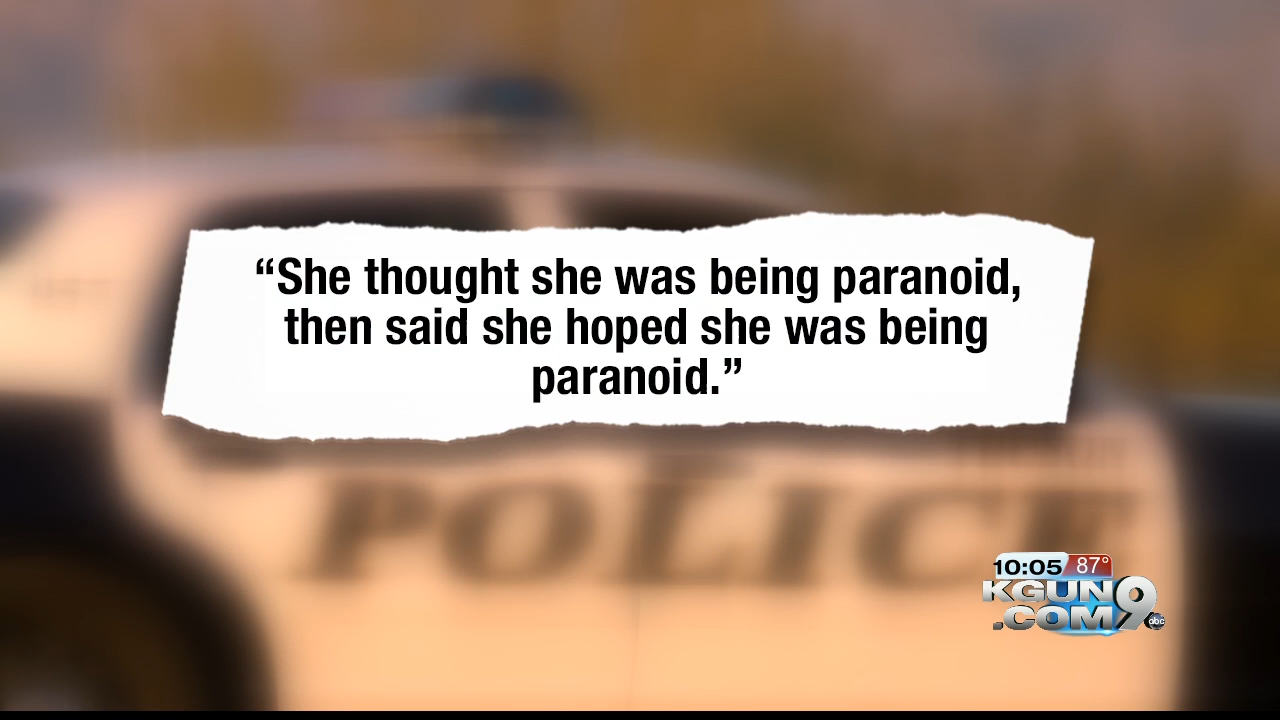 “She thought she was being paranoid,
then said she hoped she was being
paranoid.”
POLICE
10:05 87°
KGUN9
.COM
abc